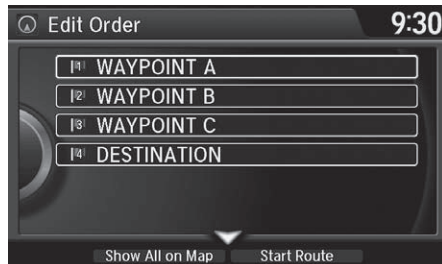 Edit Order 9:30
1 WAYPOINT A
2 WAYPOINT B
3 WAYPOINT C
4 DESTINATION
Show All on Map Start Route